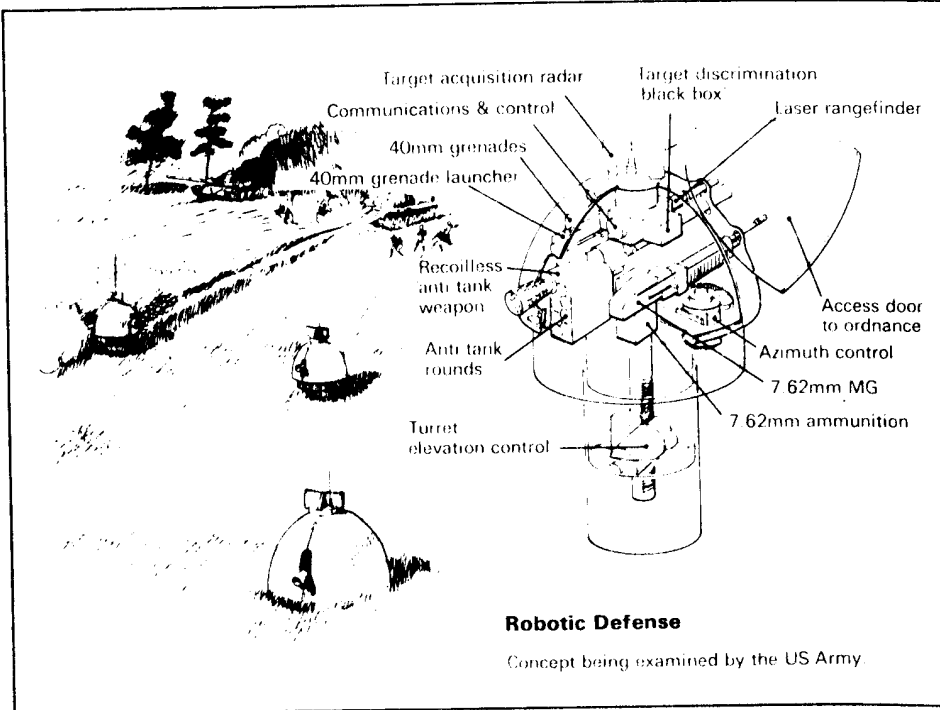 Target acquisition radar
Target discrimination
black box
Communications & control
Laser rangefinder
40mm grenades
40mm grenade launcher
Recoilless
anti tank
weapon
Access door
to ordnance
Anti tank
rounds
Azimuth control
7.62mm MG
7.62mm ammunition
Turret
elevation control
Robotic Defense
Concept being examined by the US Army.